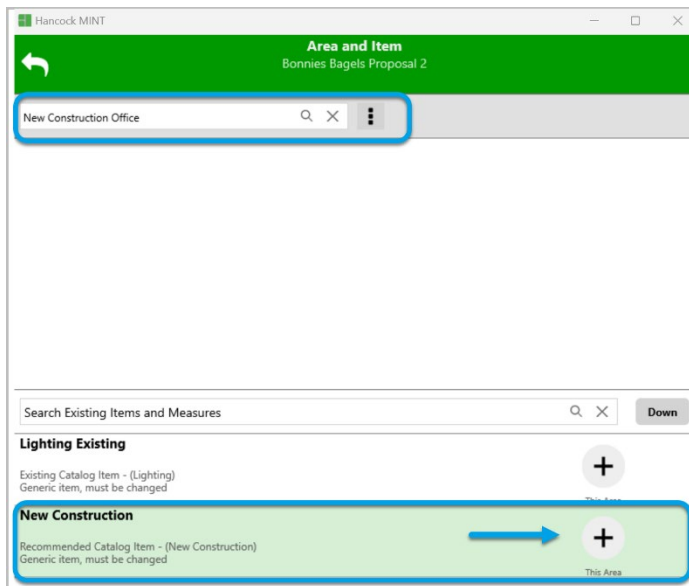 Hancock MINT
Area and Item
Bonnies Bagels Proposal 2
New Construction Office
Search Existing Items and Measures
Down
Lighting Existing
Existing Catalog Item - (Lighting)
Generic item, must be changed
This Area
New Construction
Recommended Catalog Item - (New Construction)
Generic item, must be changed
This Area